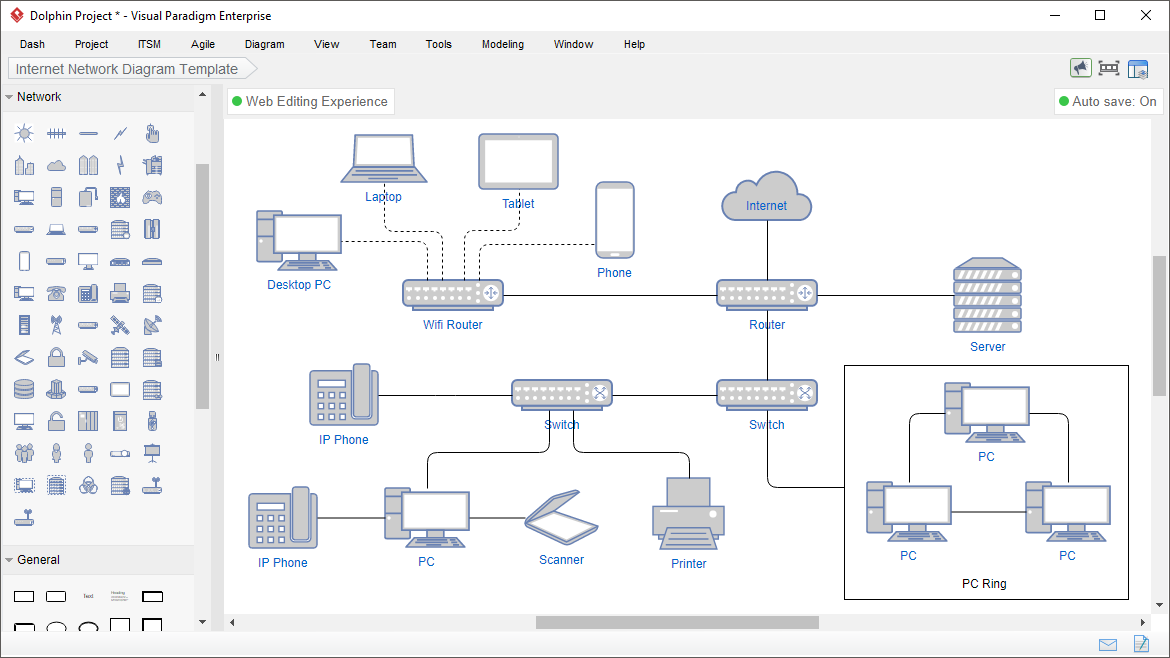 Dolphin Project * - Visual Paradigm Enterprise
Dash Project ITSM Agile Diagram View Team Tools Modeling Window Help
Internet Network Diagram Template
Network
Web Editing Experience
Auto save: On
Laptop
Tablet
Internet
Desktop PC
Phone
Wifi Router
Router
Server
IP Phone
Switch
Switch
PC
IP Phone
PC
Scanner
Printer
PC
PC
PC Ring
General
Text
Heading